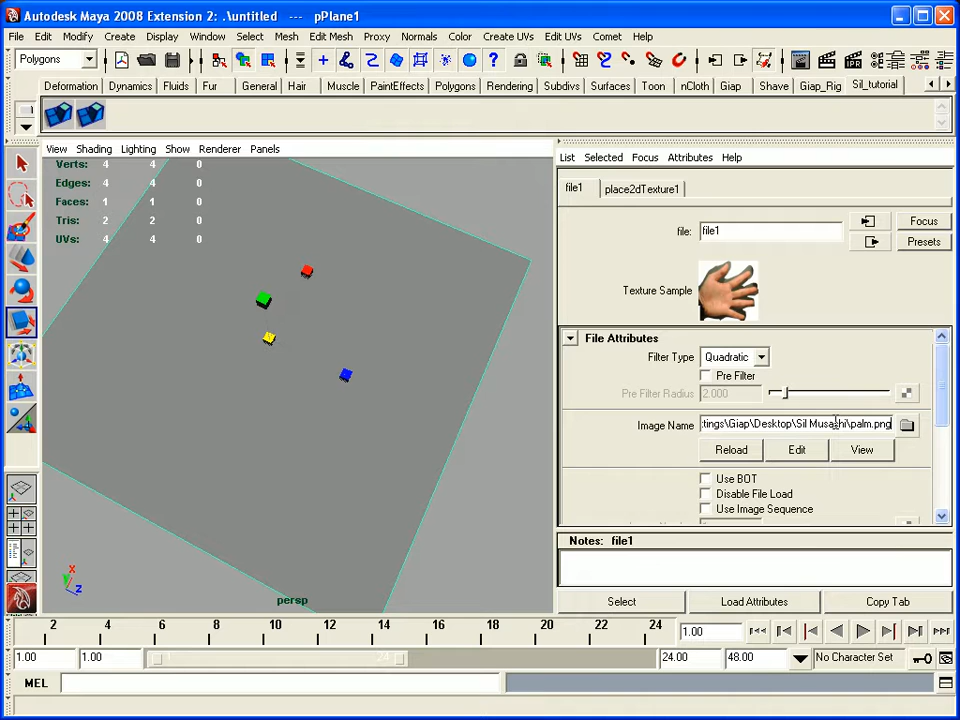 Autodesk Maya 2008 Extension 2: .\untitled --- pPlane1
File Edit Modify Create Display Window Select Mesh Edit Mesh Proxy Normals Color Create UVs Edit UVs Comet Help
Polygons
Deformation Dynamics Fluids Fur General Hair Muscle PaintEffects Polygons Rendering Subdivs Surfaces Toon nCloth Giap Shave Giap_Rig Sil_tutorial
View Shading Lighting Show Renderer Panels
Verts: 4 4 0
Edges: 4 4 0
Faces: 1 1 0
Tris: 2 2 0
UVs: 4 4 0
x
y
z
persp
List Selected Focus Attributes Help
file1 place2dTexture1
file: file1
Focus
Presets
Texture Sample
File Attributes
Filter Type Quadratic
Pre Filter
Pre Filter Radius 2.000
Image Name :tings\Giap\Desktop\Sil Musashi\palm.png
Reload Edit View
Use BOT
Disable File Load
Use Image Sequence
Notes: file1
Select Load Attributes Copy Tab
2 4 6 8 10 12 14 16 18 20 22 24
1.00
1.00 1.00 24 24.00 48.00 No Character Set
MEL